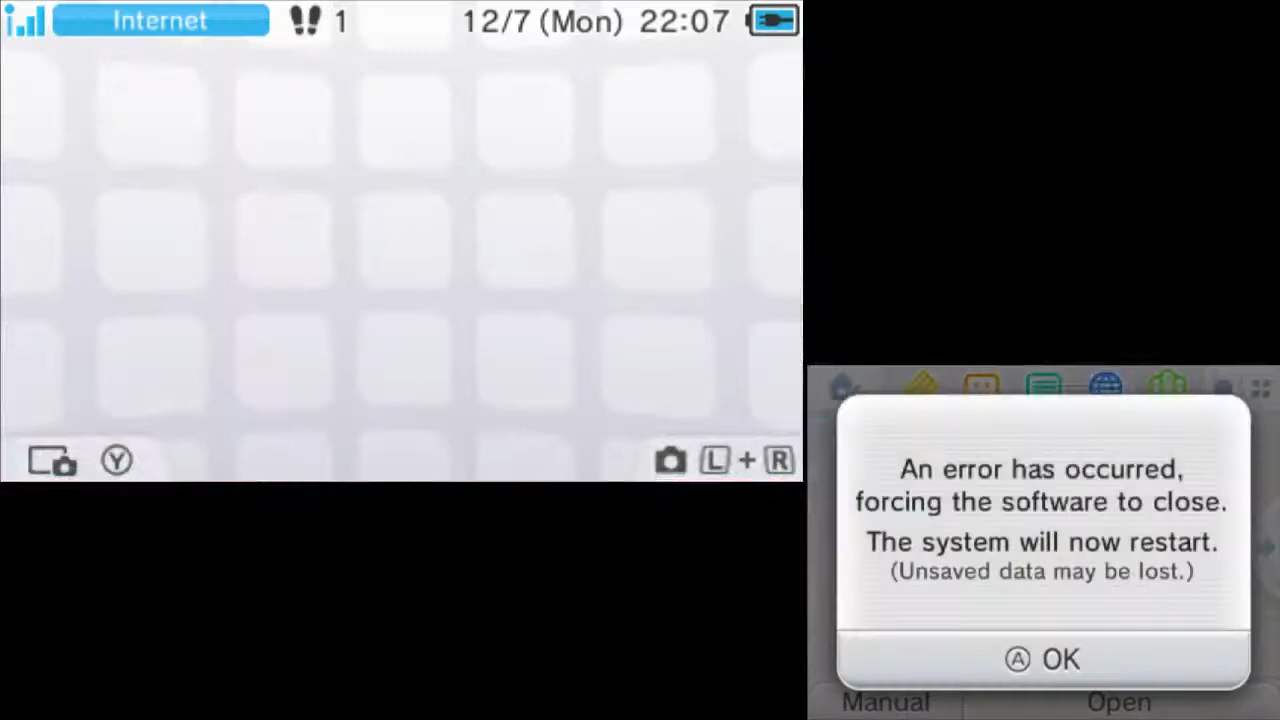 Internet 1 12/7 (Mon) 22:07
Y L + R
An error has occurred,
forcing the software to close.
The system will now restart.
(Unsaved data may be lost.)
A OK
Manual Open